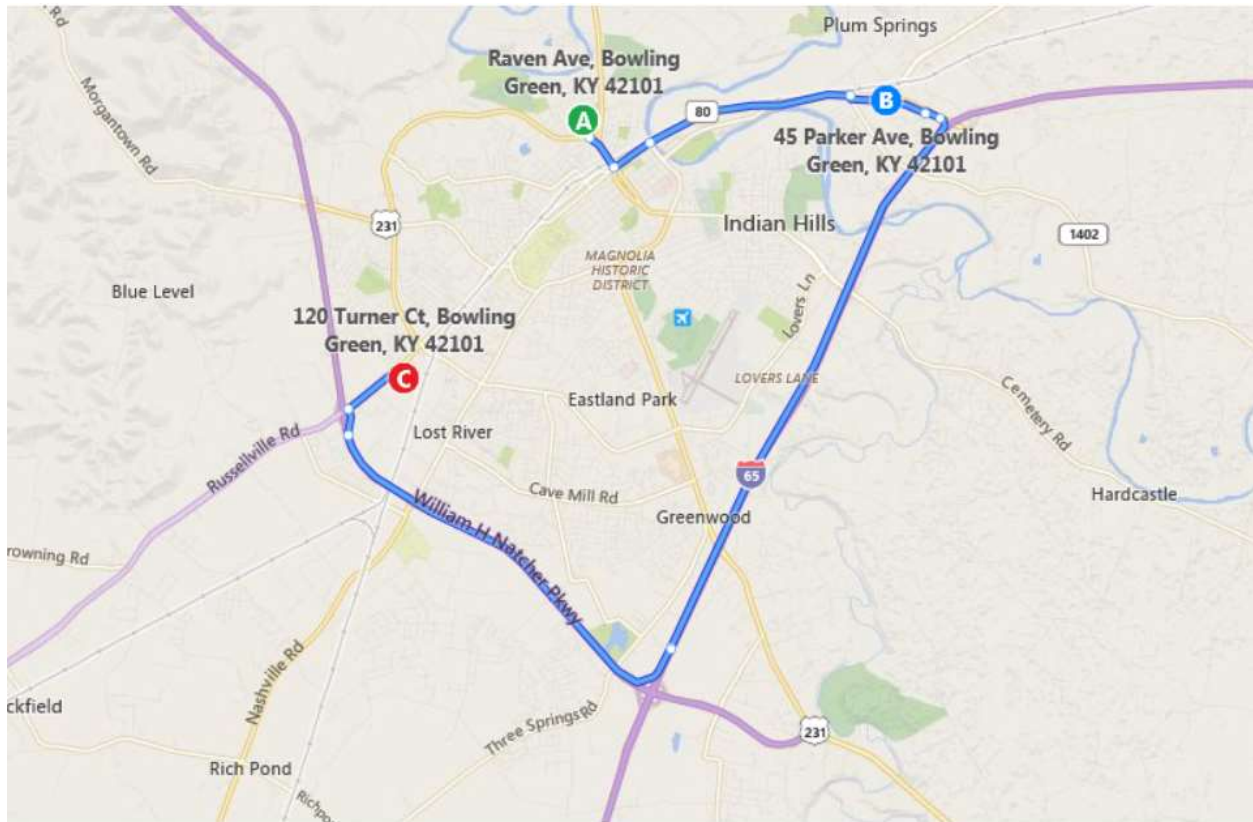 Plum Springs
Raven Ave, Bowling
Green, KY 42101
A
B
80
45 Parker Ave, Bowling
Green, KY 42101
Morgantown Rd
231
Indian Hills
1402
MAGNOLIA
HISTORIC
DISTRICT
Blue Level
Lovers Ln
120 Turner Ct, Bowling
Green, KY 42101
C
LOVERS LANE
Eastland Park
Cemetery Rd
Lost River
Russellville Rd
65
Cave Mill Rd
Hardcastle
William H Natcher Pkwy
Greenwood
rowning Rd
Nashville Rd
ckfield
Three Springs Rd
231
Rich Pond
Richpon